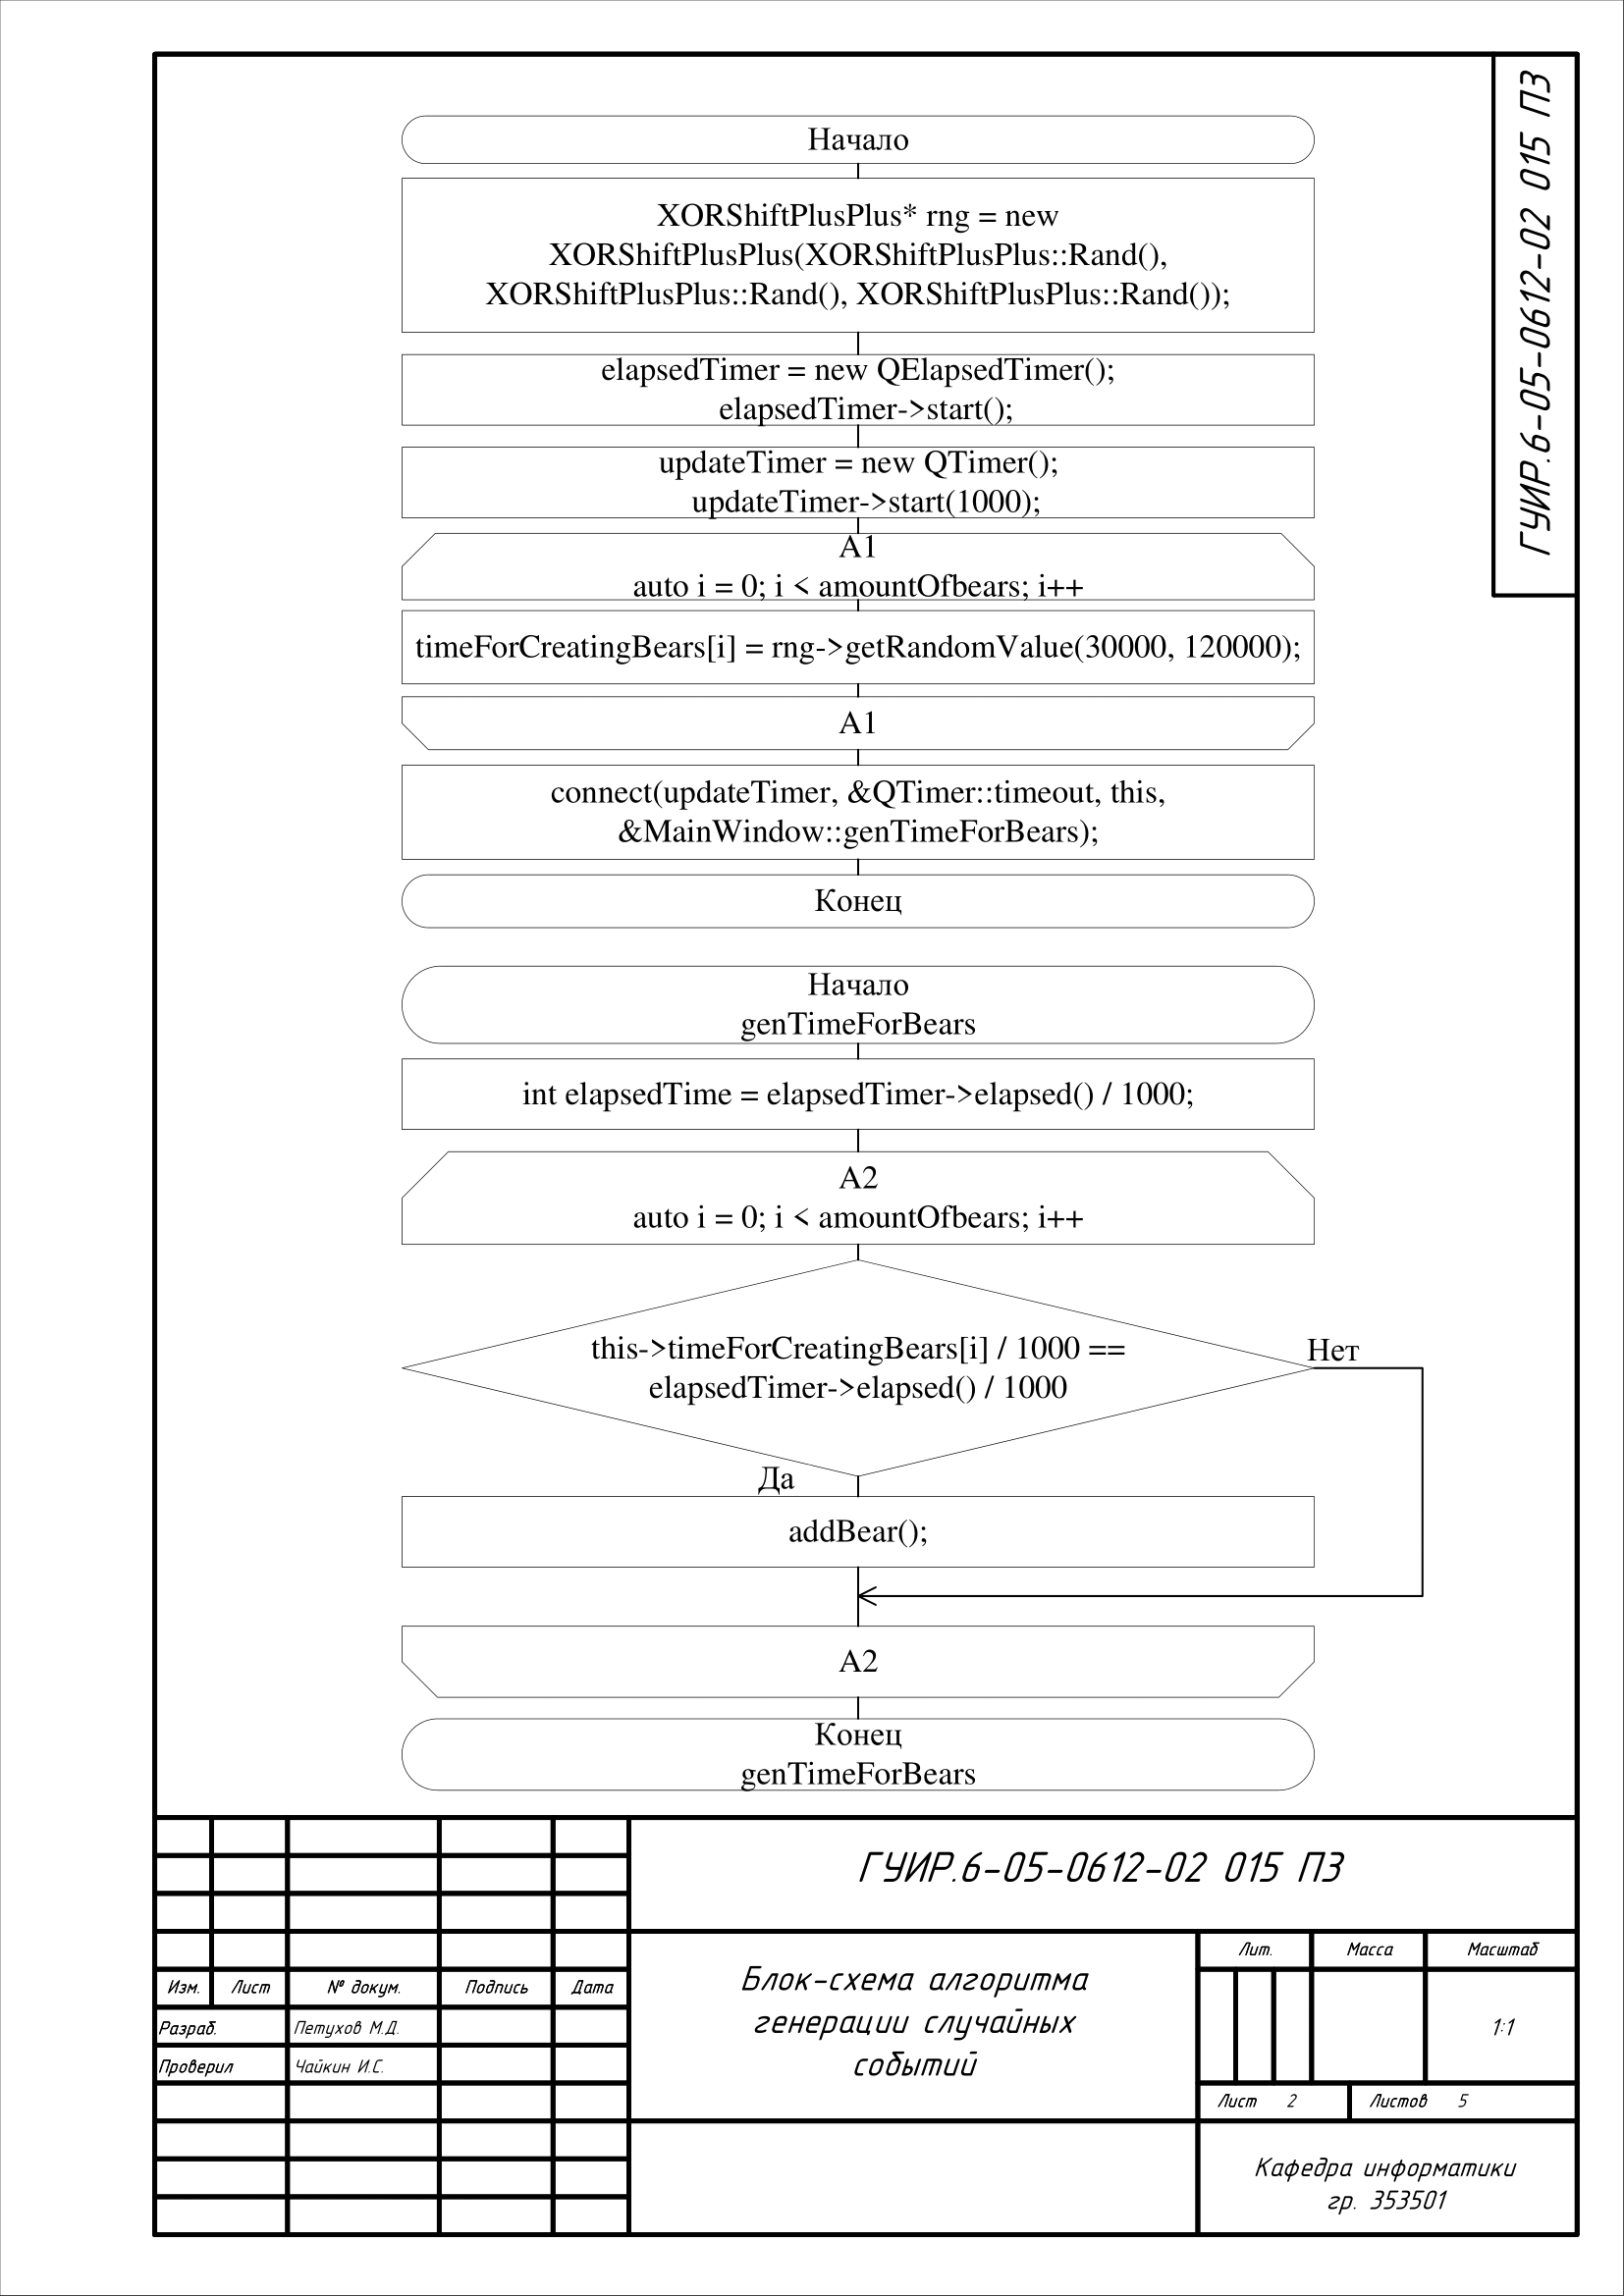 ГУИР.6-05-0612-02 015 ПЗ
Начало
XORShiftPlusPlus* rng = new
XORShiftPlusPlus(XORShiftPlusPlus::Rand(),
XORShiftPlusPlus::Rand(), XORShiftPlusPlus::Rand());
elapsedTimer = new QElapsedTimer();
elapsedTimer->start();
updateTimer = new QTimer();
updateTimer->start(1000);
A1
auto i = 0; i < amountOfbears; i++
timeForCreatingBears[i] = rng->getRandomValue(30000, 120000);
A1
connect(updateTimer, &QTimer::timeout, this,
&MainWindow::genTimeForBears);
Конец
Начало
genTimeForBears
int elapsedTime = elapsedTimer->elapsed() / 1000;
A2
auto i = 0; i < amountOfbears; i++
this->timeForCreatingBears[i] / 1000 ==
elapsedTimer->elapsed() / 1000
Нет
Да
addBear();
A2
Конец
genTimeForBears
ГУИР.6-05-0612-02 015 ПЗ
Изм. Лист № докум. Подпись Дата
Разраб. Петухов М.Д.
Проверил Чайкин И.С.
Блок-схема алгоритма
генерации случайных
событий
Лит. Масса Масштаб
1:1
Лист 2 Листов 5
Кафедра информатики
гр. 353501